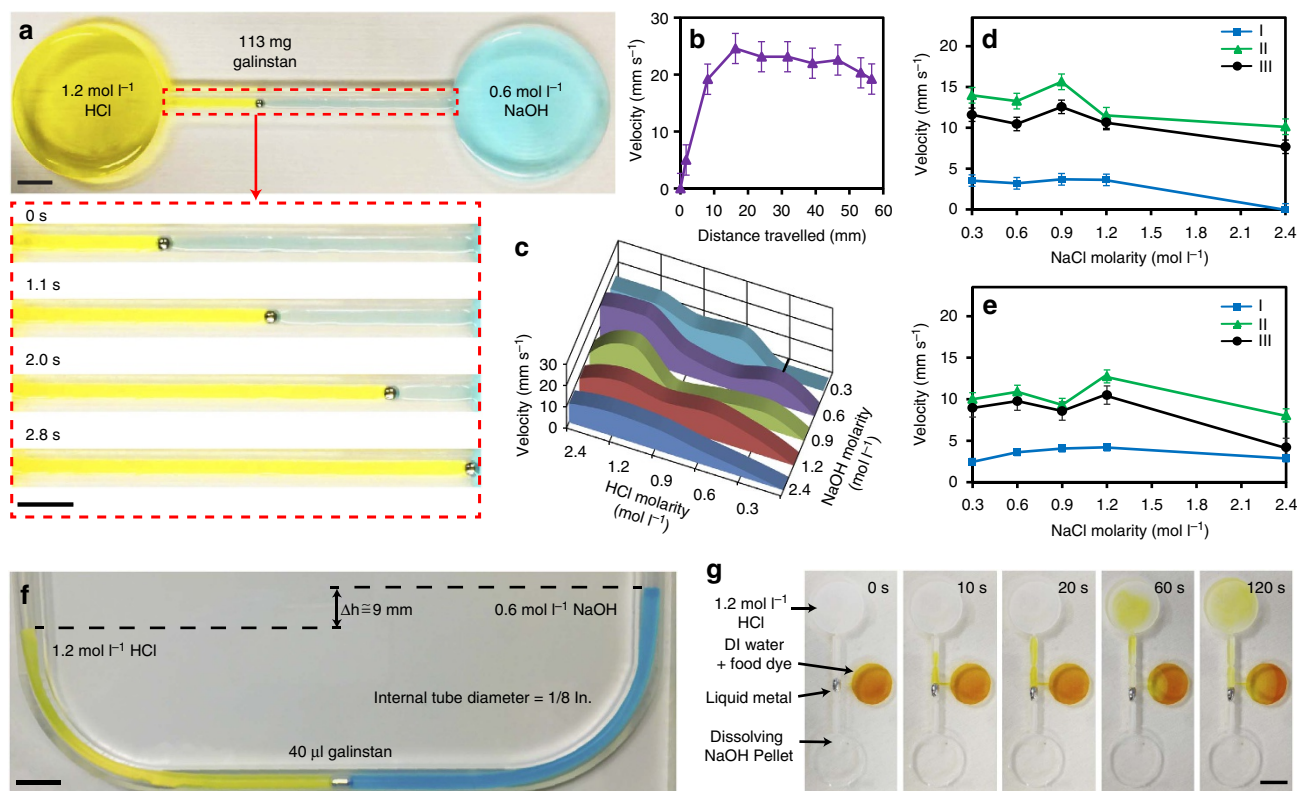 a
113 mg
galinstan
1.2 mol l⁻¹
HCl
0.6 mol l⁻¹
NaOH
0 s
1.1 s
2.0 s
2.8 s
b
Velocity (mm s⁻¹)
30
20
10
0
0 10 20 30 40 50 60
Distance travelled (mm)
c
Velocity (mm s⁻¹)
30
20
10
0
2.4
1.2
0.9
0.6
0.3
HCl molarity
(mol l⁻¹)
0.3
0.6
0.9
1.2
2.4
NaOH molarity
(mol l⁻¹)
d
I
II
III
Velocity (mm s⁻¹)
20
15
10
5
0
0.3 0.6 0.9 1.2 1.5 1.8 2.1 2.4
NaCl molarity (mol l⁻¹)
e
I
II
III
Velocity (mm s⁻¹)
20
15
10
5
0
0.3 0.6 0.9 1.2 1.5 1.8 2.1 2.4
NaCl molarity (mol l⁻¹)
f
Δh≅9 mm
0.6 mol l⁻¹ NaOH
1.2 mol l⁻¹ HCl
Internal tube diameter = 1/8 In.
40 µl galinstan
g
0 s
10 s
20 s
60 s
120 s
1.2 mol l⁻¹
HCl
DI water
+ food dye
Liquid metal
Dissolving
NaOH Pellet